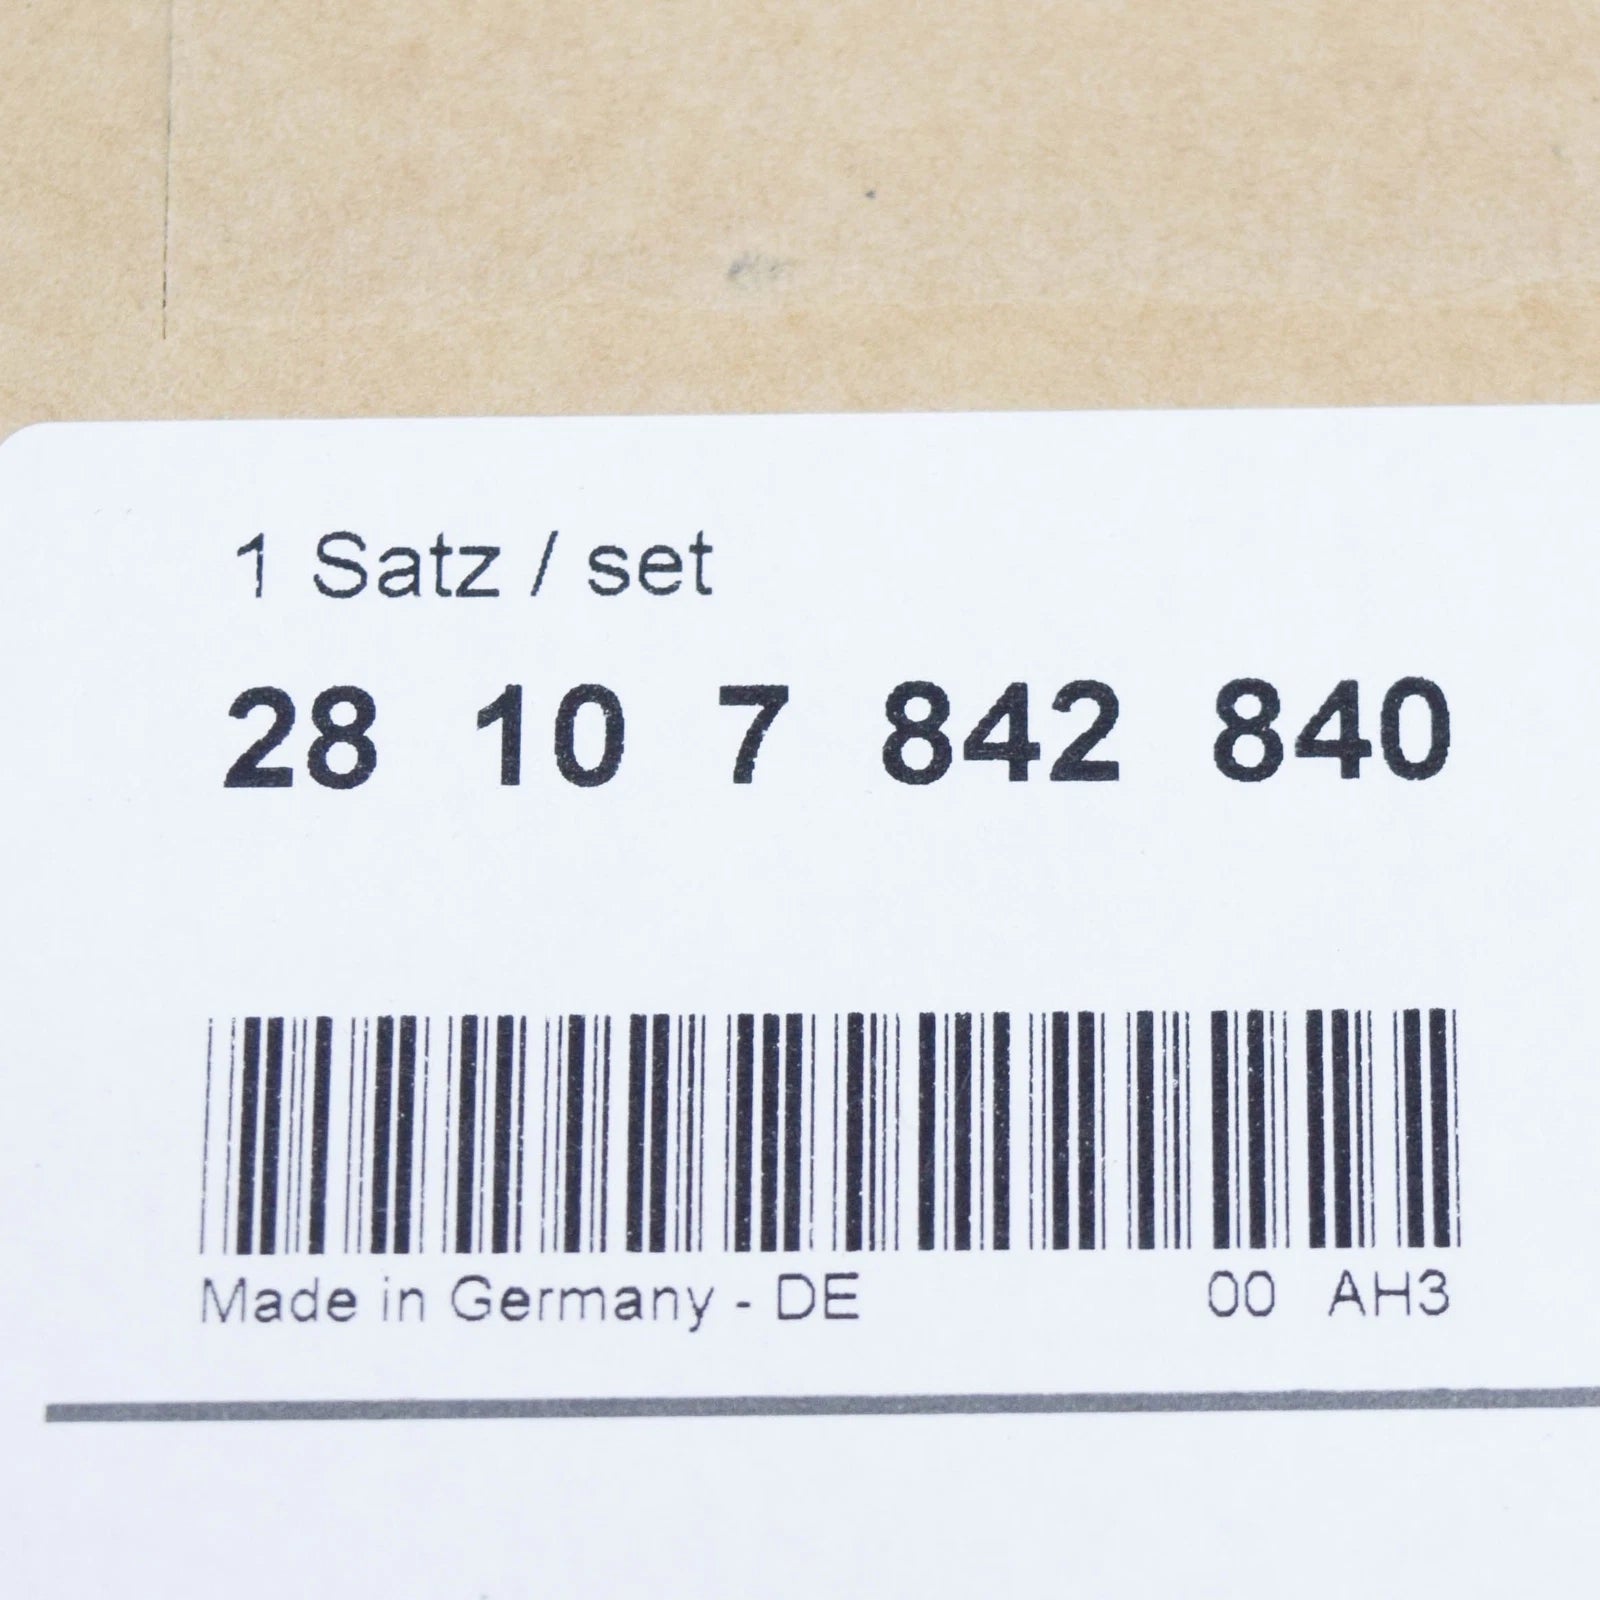 1 Satz / set
28 10 7 842 840
Made in Germany - DE 00 AH3